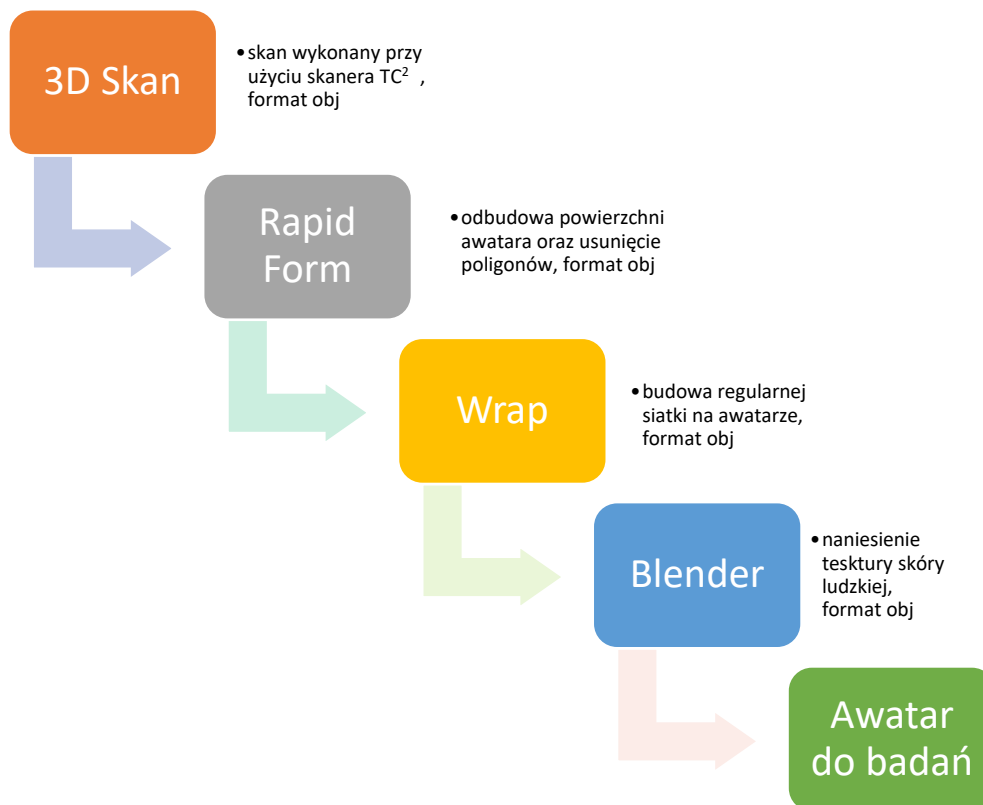 3D Skan
•skan wykonany przy
użyciu skanera TC² ,
format obj
Rapid
Form
•odbudowa powierzchni
awatara oraz usunięcie
poligonów, format obj
Wrap
•budowa regularnej
siatki na awatarze,
format obj
Blender
•naniesienie
tesktury skóry
ludzkiej,
format obj
Awatar
do badań